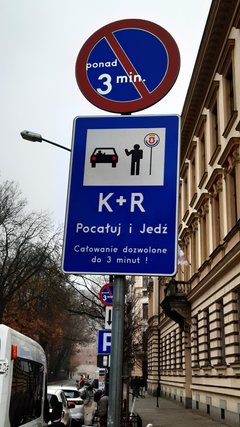 ponad
3 min.
K+R
Pocałuj i Jedź
Całowanie dozwolone
do 3 minut !
P